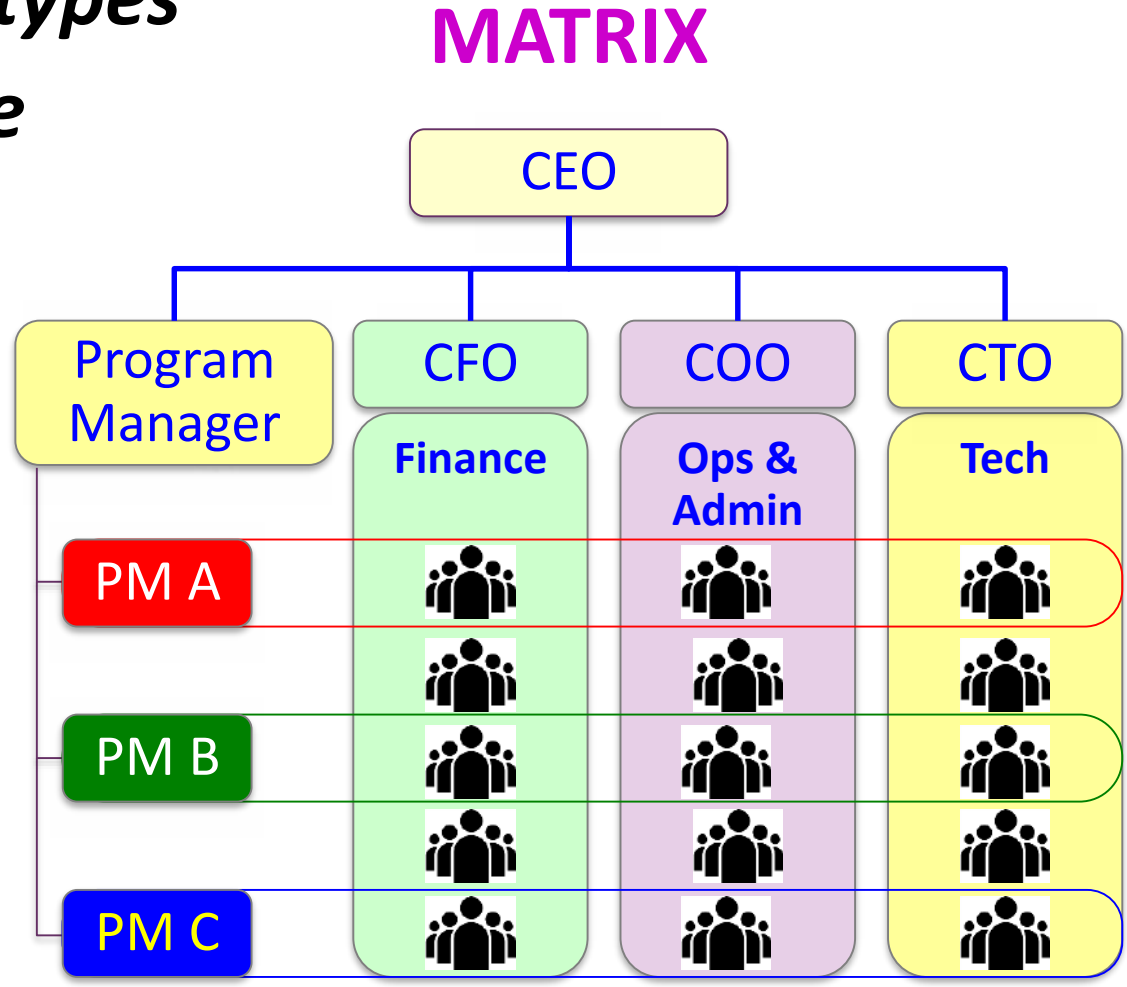 types
e
MATRIX
CEO
Program
Manager
CFO
COO
CTO
Finance
Ops &
Admin
Tech
PM A
PM B
PM C